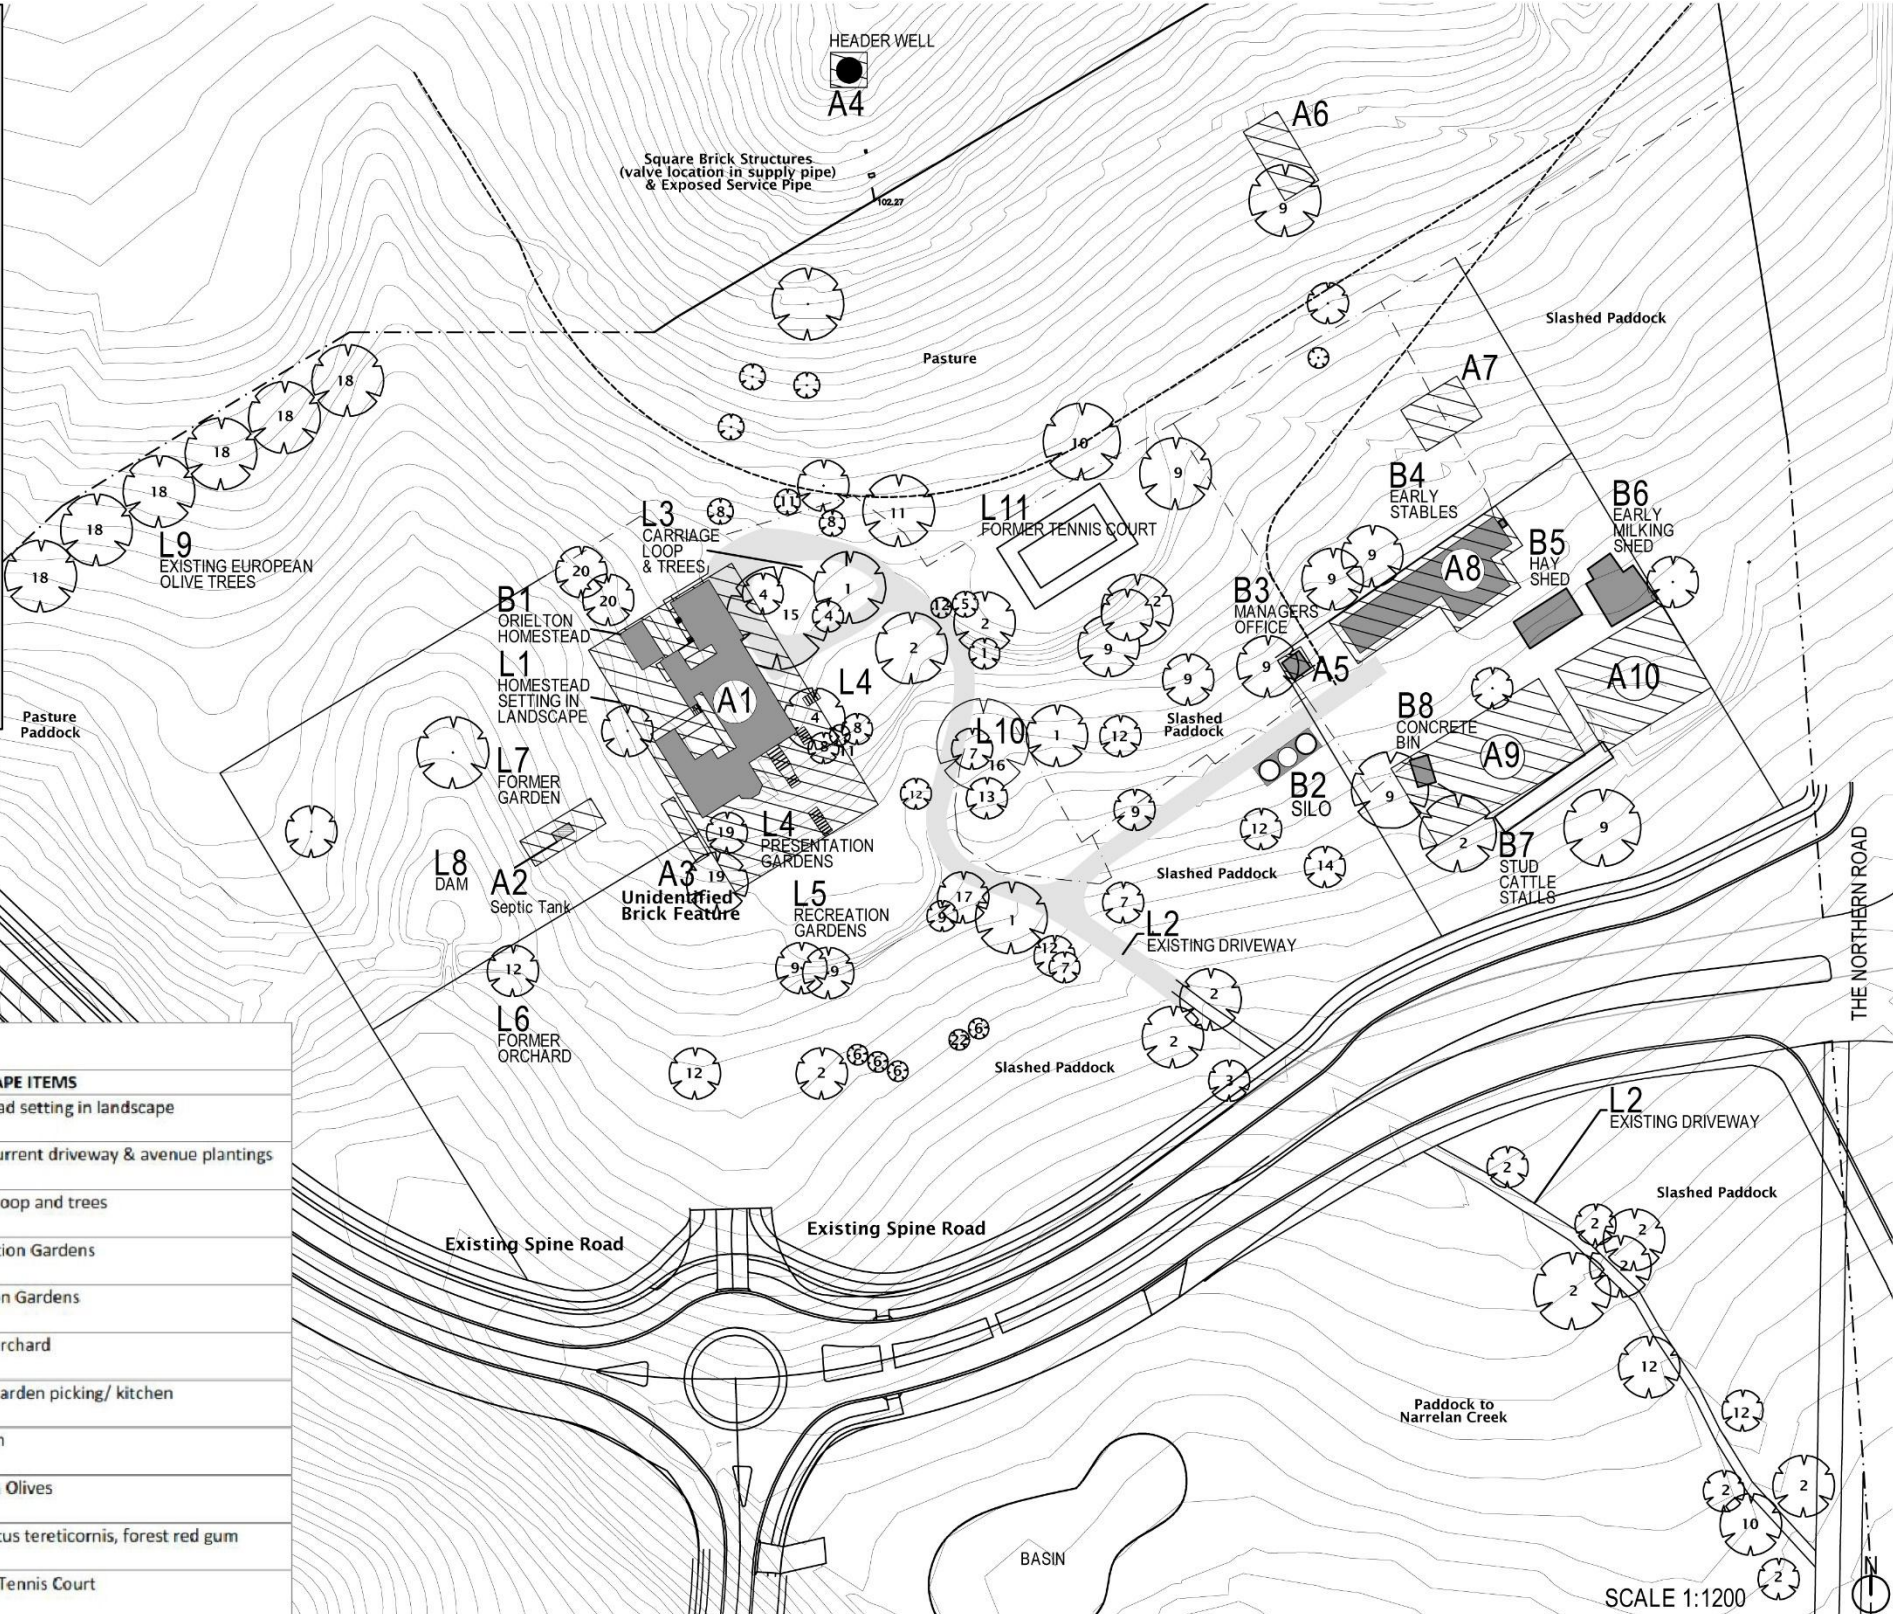 HEADER WELL
A4
A6
Square Brick Structures
(valve location in supply pipe)
& Exposed Service Pipe
102.27
9
Slashed Paddock
Pasture
A7
18
18
18
18
18
18
L9
EXISTING EUROPEAN
OLIVE TREES
10
9
L3
CARRIAGE
LOOP
& TREES
8
11
8
11
L11
FORMER TENNIS COURT
B4
EARLY
STABLES
B6
EARLY
MILKING
SHED
B5
HAY
SHED
A8
9
9
20
20
B1
ORIELTON
HOMESTEAD
4
15
4
1
12
5
2
1
2
2
9
B3
MANAGERS
OFFICE
9
A5
9
L1
HOMESTEAD
SETTING IN
LANDSCAPE
A1
L4
4
8
8
11
L10
7
16
1
12
Slashed
Paddock
A10
B8
CONCRETE
BIN
A9
Pasture
Paddock
L7
FORMER
GARDEN
12
13
9
B2
SILO
12
9
2
9
14
B7
STUD
CATTLE
STALLS
L8
DAM
A2
Septic Tank
19
19
A3
Unidentified
Brick Feature
L4
PRESENTATION
GARDENS
L5
RECREATION
GARDENS
Slashed Paddock
17
9
1
7
L2
EXISTING DRIVEWAY
12
7
THE NORTHERN ROAD
12
9
9
2
2
L6
FORMER
ORCHARD
22
6
12
2
6
6
6
Slashed Paddock
3
L2
EXISTING DRIVEWAY
2
Slashed Paddock
2
2
2
2
2
12
12
2
2
10
2
Existing Spine Road
Existing Spine Road
Paddock to
Narrelan Creek
BASIN
SCALE 1:1200
N
APE ITEMS
ad setting in landscape
urrent driveway & avenue plantings
oop and trees
ion Gardens
n Gardens
rchard
arden picking/ kitchen
n
Olives
tus tereticornis, forest red gum
Tennis Court